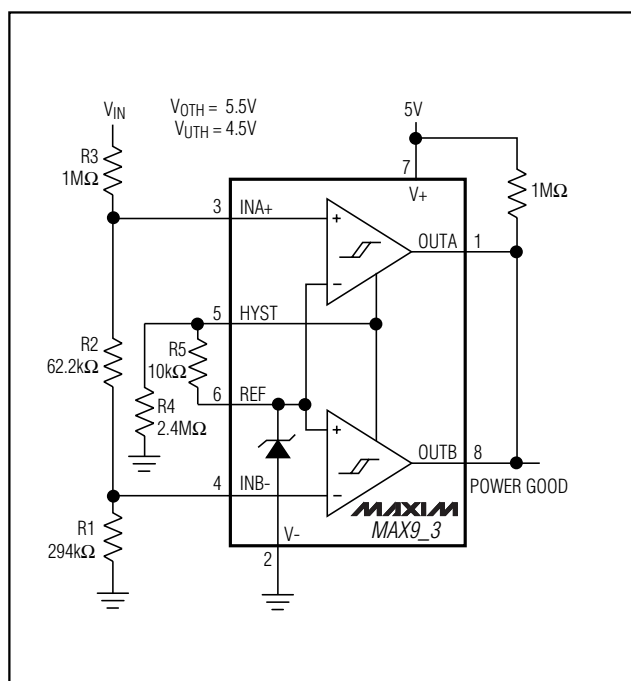 V_IN
V_OTH = 5.5V
V_UTH = 4.5V
5V
R3
1MΩ
7
V+
1MΩ
3
INA+
+
−
OUTA
1
5
HYST
R2
62.2kΩ
R5
10kΩ
6
REF
R4
2.4MΩ
+
−
OUTB
8
POWER GOOD
4
INB-
MAXIM
MAX9_3
R1
294kΩ
V-
2